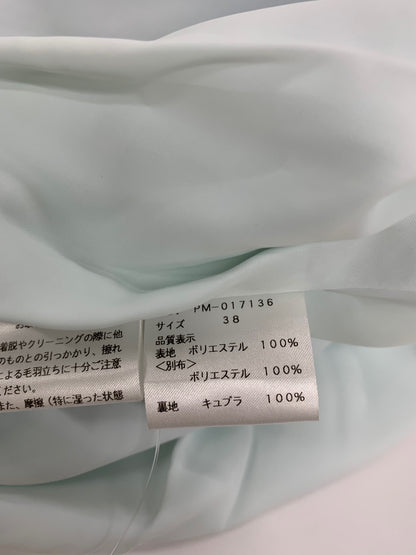 着脱やクリーニングの際に他
のものとの引っかかり、擦れ
による毛羽立ちに十分ご注意
ください。
また、摩擦（特に湿った状態
PM-017136
サイズ 38
品質表示
表地 ポリエステル 100%
＜別布＞
ポリエステル 100%
裏地 キュプラ 100%